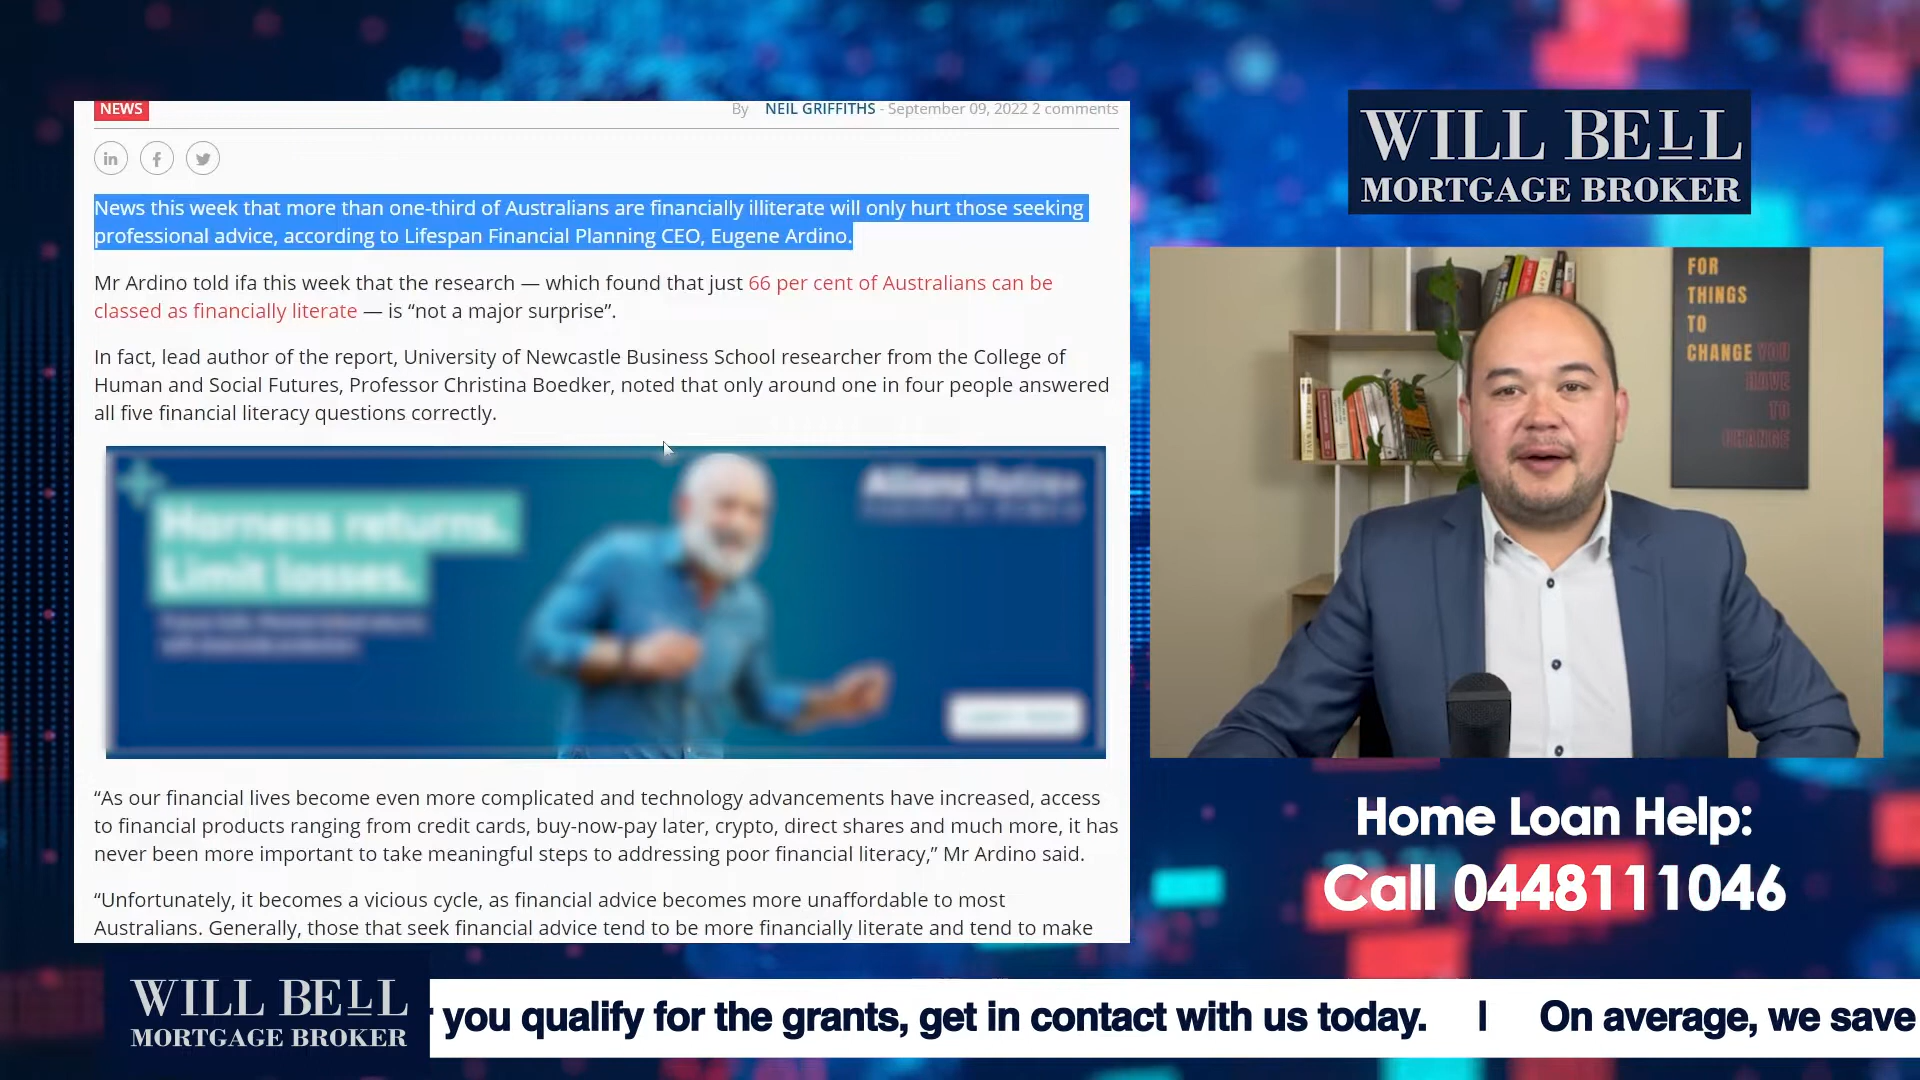 NEWS
By NEIL GRIFFITHS - September 09, 2022 2 comments
News this week that more than one-third of Australians are financially illiterate will only hurt those seeking
professional advice, according to Lifespan Financial Planning CEO, Eugene Ardino.
Mr Ardino told ifa this week that the research — which found that just 66 per cent of Australians can be
classed as financially literate — is “not a major surprise”.
In fact, lead author of the report, University of Newcastle Business School researcher from the College of
Human and Social Futures, Professor Christina Boedker, noted that only around one in four people answered
all five financial literacy questions correctly.
Harness returns.
Limit losses.
Allianz Retire+
“As our financial lives become even more complicated and technology advancements have increased, access
to financial products ranging from credit cards, buy-now-pay later, crypto, direct shares and much more, it has
never been more important to take meaningful steps to addressing poor financial literacy,” Mr Ardino said.
“Unfortunately, it becomes a vicious cycle, as financial advice becomes more unaffordable to most
Australians. Generally, those that seek financial advice tend to be more financially literate and tend to make
WILL BELL
MORTGAGE BROKER
FOR
THINGS
TO
CHANGE YOU
HAVE
TO
CHANGE
Home Loan Help:
Call 0448111046
WILL BELL
MORTGAGE BROKER
you qualify for the grants, get in contact with us today. | On average, we save